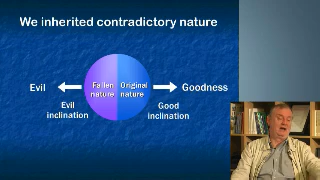 We inherited contradictory nature
Evil
Fallen
nature
Original
nature
Goodness
Evil
inclination
Good
inclination